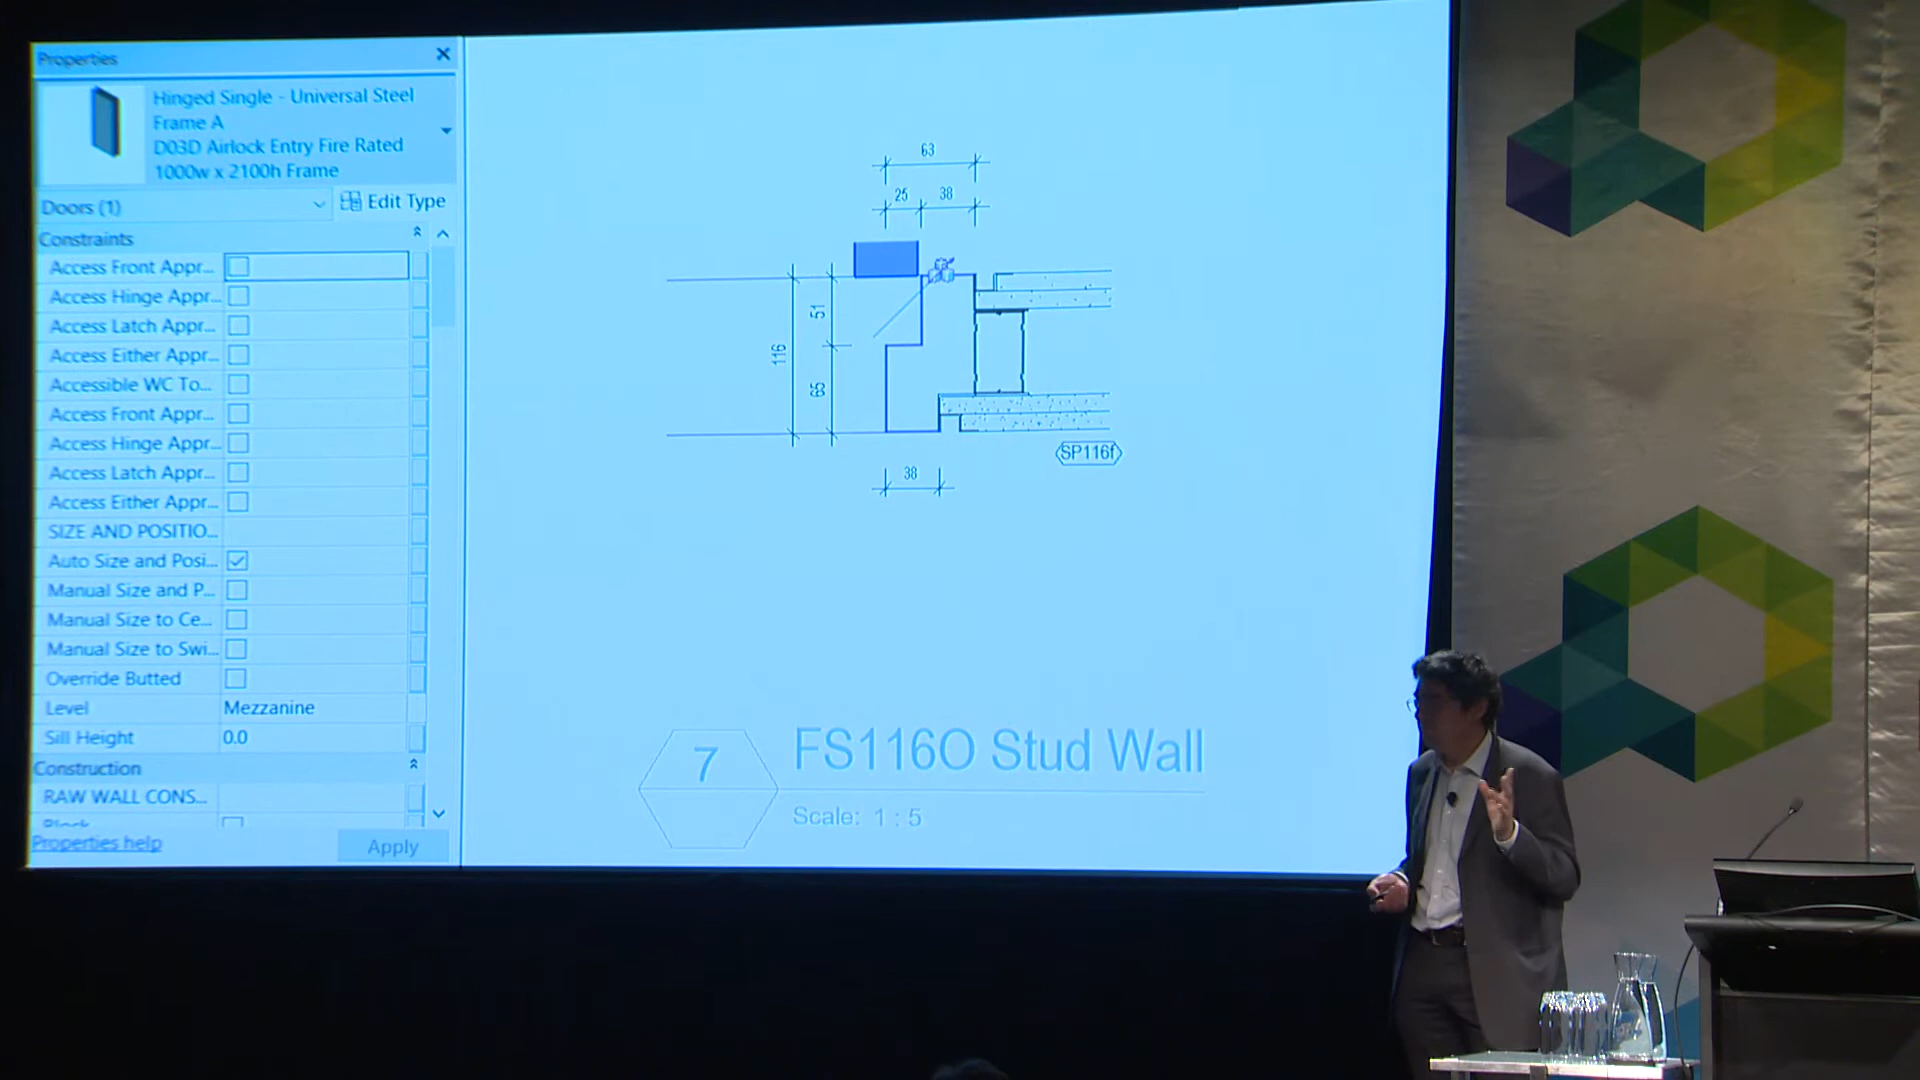 Properties
Hinged Single - Universal Steel
Frame A
D03D Airlock Entry Fire Rated
1000w x 2100h Frame
Doors (1)
Edit Type
Constraints
Access Front Appr...
Access Hinge Appr...
Access Latch Appr...
Access Either Appr...
Accessible WC To...
Access Front Appr...
Access Hinge Appr...
Access Latch Appr...
Access Either Appr...
SIZE AND POSITIO...
Auto Size and Posi...
Manual Size and P...
Manual Size to Ce...
Manual Size to Swi...
Override Butted
Level Mezzanine
Sill Height 0.0
Construction
RAW WALL CONS...
Properties help
Apply
63
25 38
51
116
65
38
SP116f
7
FS116O Stud Wall
Scale: 1 : 5